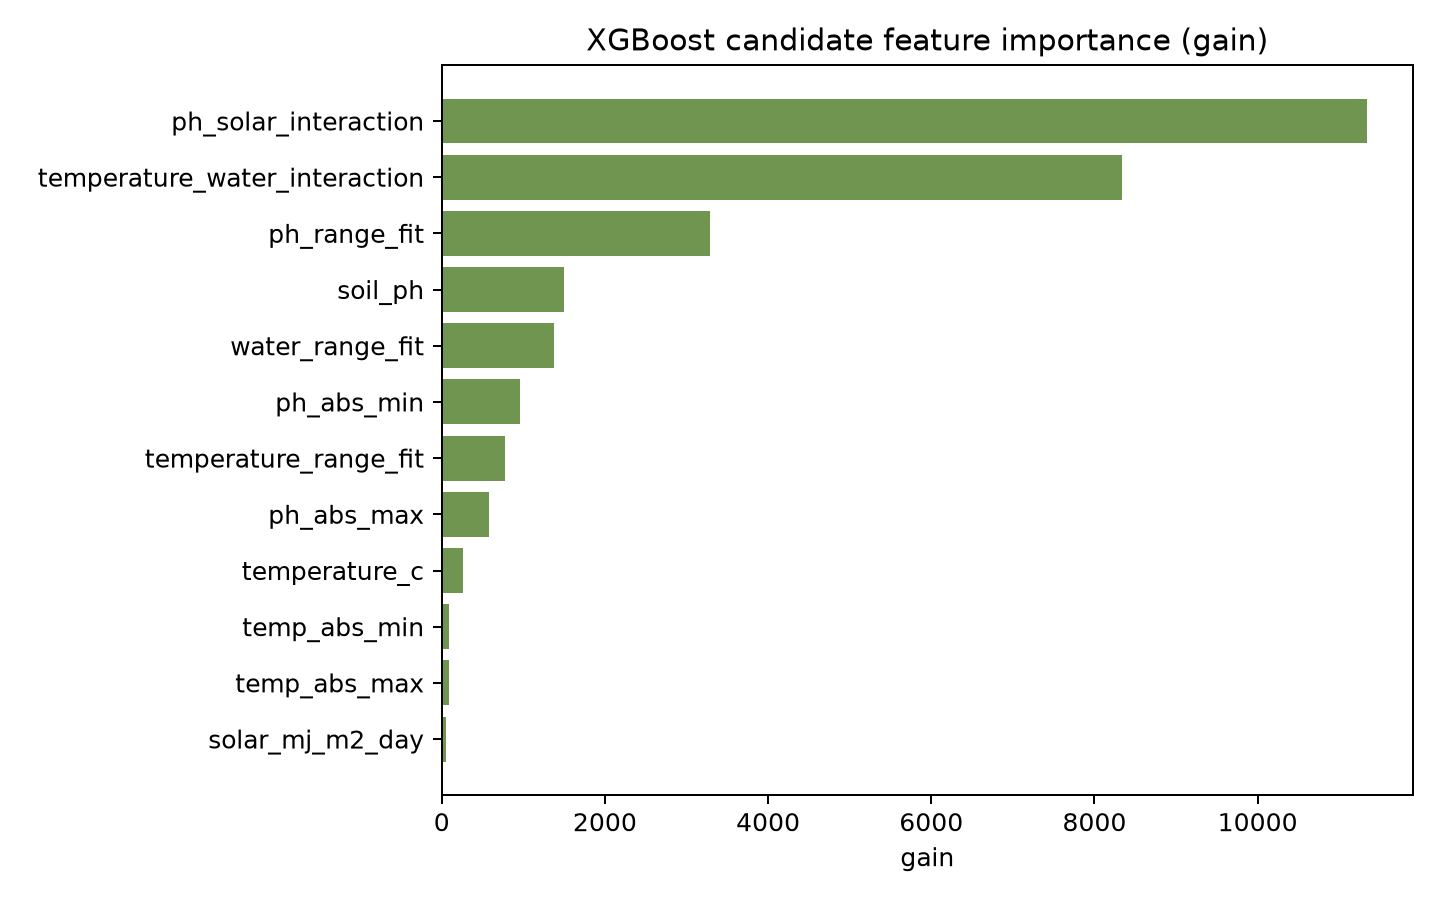 XGBoost candidate feature importance (gain)
ph_solar_interaction
temperature_water_interaction
ph_range_fit
soil_ph
water_range_fit
ph_abs_min
temperature_range_fit
ph_abs_max
temperature_c
temp_abs_min
temp_abs_max
solar_mj_m2_day
0 2000 4000 6000 8000 10000
gain